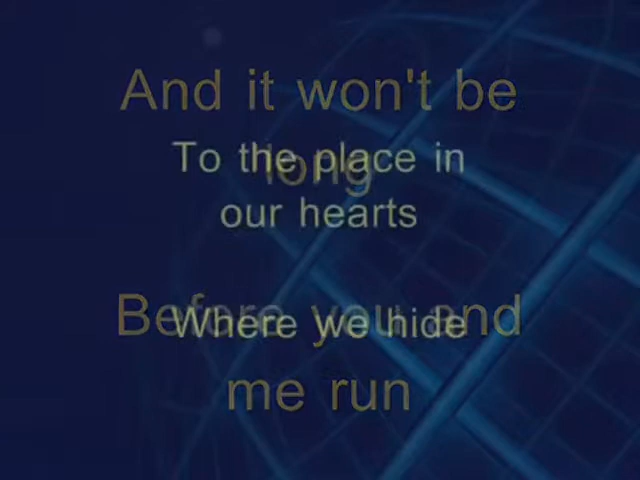 And it won't be
long
Before you and
me run
To the place in
our hearts
Where we hide